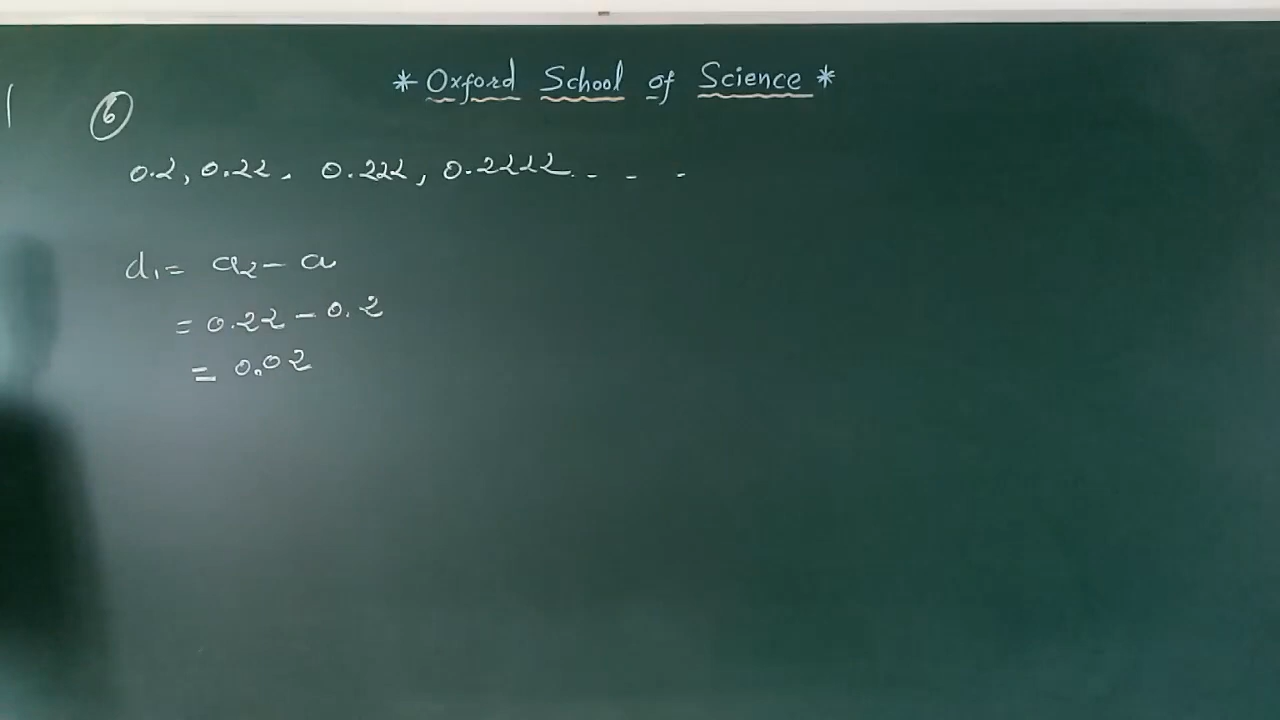 * Oxford School of Science *
6
0.2, 0.22, 0.222, 0.2222. - - -
d₁ = a₂ - a
= 0.22 - 0.2
= 0.02